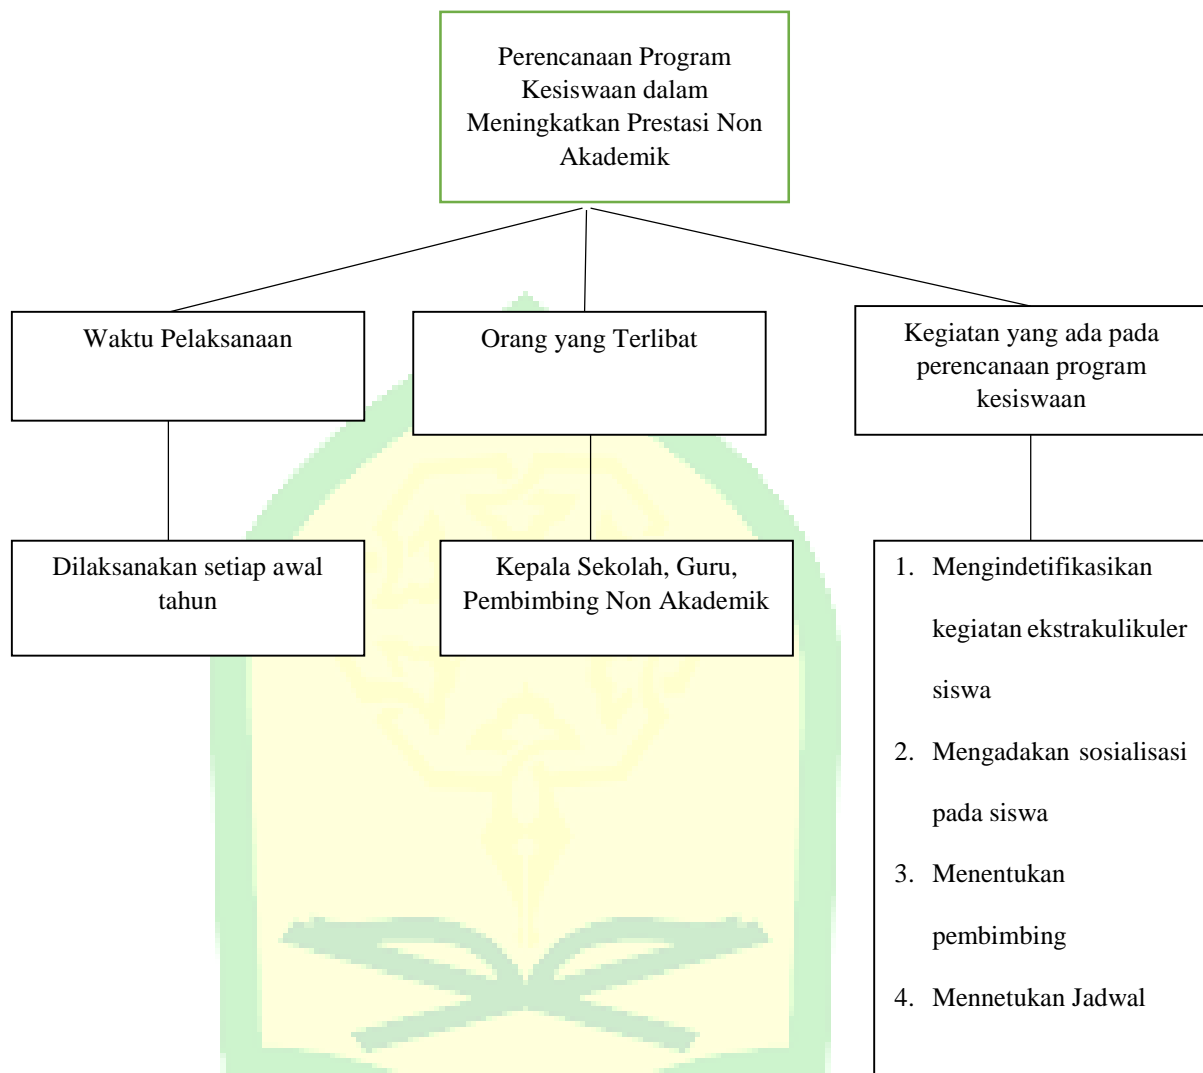 Perencanaan Program
Kesiswaan dalam
Meningkatkan Prestasi Non
Akademik
Waktu Pelaksanaan
Orang yang Terlibat
Kegiatan yang ada pada
perencanaan program
kesiswaan
Dilaksanakan setiap awal
tahun
Kepala Sekolah, Guru,
Pembimbing Non Akademik
1. Mengindetifikasikan
kegiatan ekstrakulikuler
siswa
2. Mengadakan sosialisasi
pada siswa
3. Menentukan
pembimbing
4. Mennetukan Jadwal